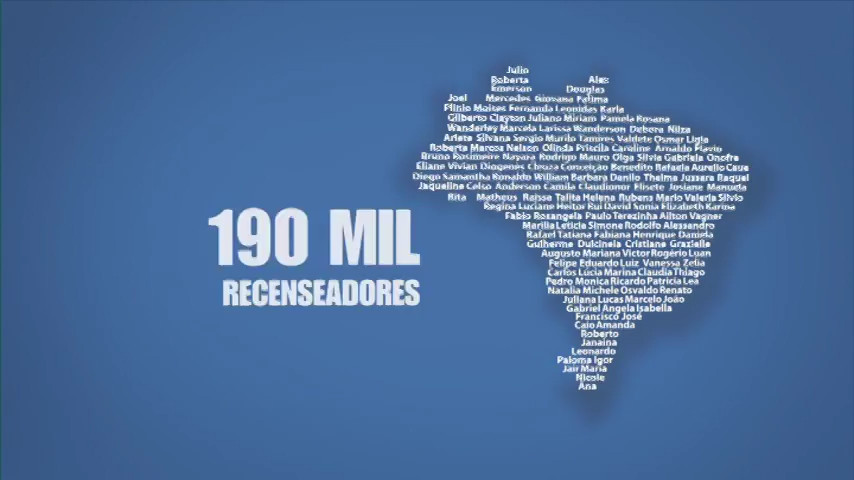 190 MIL
RECENSEADORES
Julio
Roberta Alex
Emerson Douglas
Joel Mercedes Giovana Fatima
Plinio Moises Fernanda Leonidas Karla
Gilberto Clayton Juliano Miriam Pamela Rosana
Wanderley Marcela Larissa Wanderson Debora Nilza
Arlete Silvana Sergio Murilo Tamires Valdete Osmar Ligia
Roberta Marcos Nelson Olinda Priscila Caroline Arnaldo Flavio
Bruno Rosimeire Nayara Rodrigo Mauro Olga Silvia Gabriela Onofre
Eliane Vivian Diogenes Cleuza Conceição Benedito Rafaela Aurelio Caue
Diego Samantha Ronaldo William Barbara Danilo Thelma Jussara Raquel
Jaqueline Celso Anderson Camila Claudionor Elisete Josiane Manuela
Rita Matheus Raissa Talita Helena Rubens Mario Valeria Silvio
Regina Luciane Heitor Rui David Sonia Elizabeth Karina
Fabio Rosangela Paulo Terezinha Ailton Vagner
Marilia Leticia Simone Rodolfo Alessandro
Rafael Tatiana Fabiana Henrique Daniela
Guilherme Dulcinela Cristiane Grazielle
Augusto Mariana Victor Rogério Luan
Felipe Eduardo Luiz Vanessa Zelia
Carlos Lúcia Marina Claudia Thiago
Pedro Monica Ricardo Patricia Lea
Natalia Michele Osvaldo Renato
Juliana Lucas Marcelo João
Gabriel Angela Isabella
Francisco José
Caio Amanda
Roberto
Janaina
Leonardo
Paloma Igor
Jair Maria
Nicole
Ana